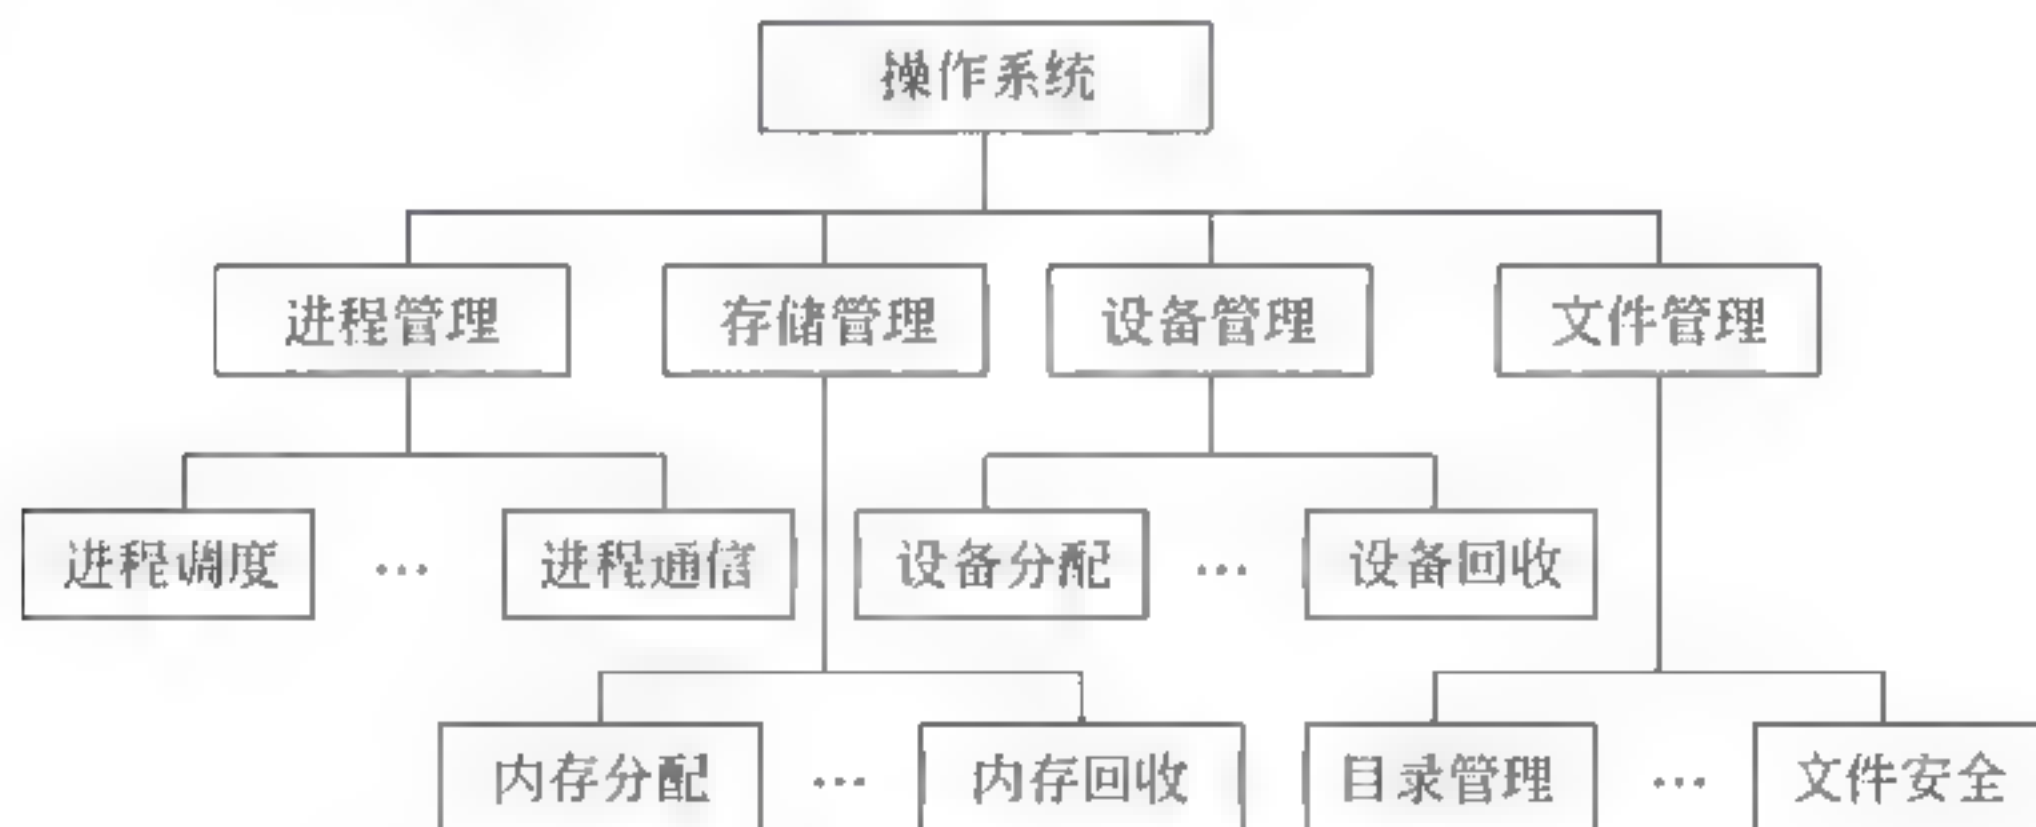 操作系统
进程管理 存储管理 设备管理 文件管理
进程调度 … 进程通信 设备分配 … 设备回收
内存分配 … 内存回收 目录管理 … 文件安全